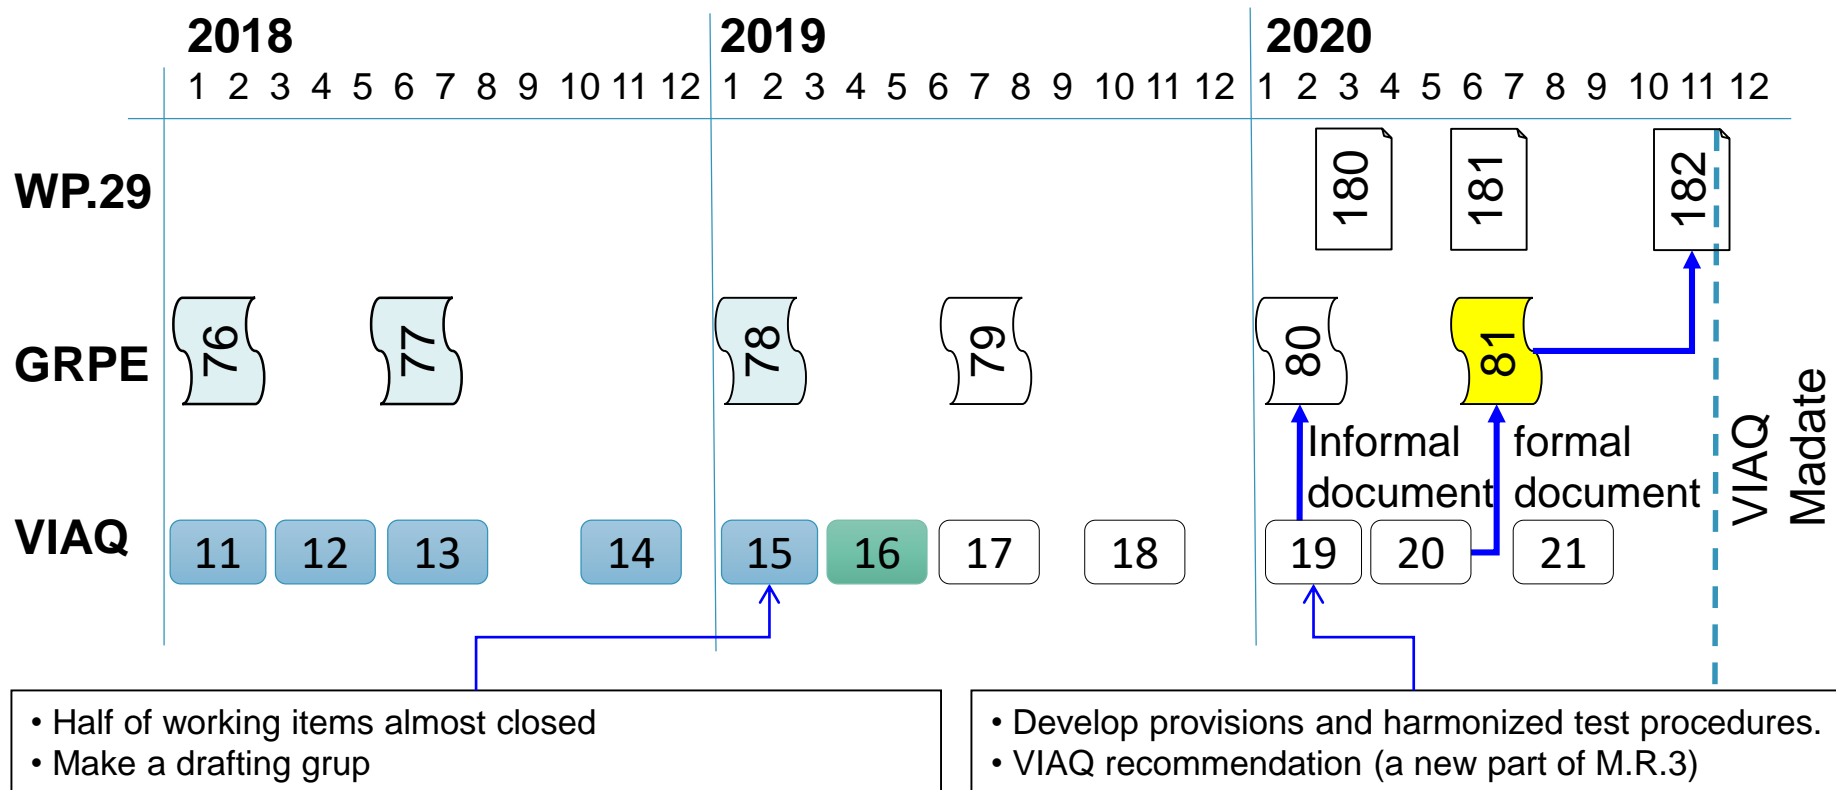 2018 2019 2020
1 2 3 4 5 6 7 8 9 10 11 12 1 2 3 4 5 6 7 8 9 10 11 12 1 2 3 4 5 6 7 8 9 10 11 12
WP.29 180 181 182
GRPE 76 77 78 79 80 81
Informal
document
formal
document
VIAQ
Madate
VIAQ 11 12 13 14 15 16 17 18 19 20 21
• Half of working items almost closed
• Make a drafting grup
• Develop provisions and harmonized test procedures.
• VIAQ recommendation (a new part of M.R.3)